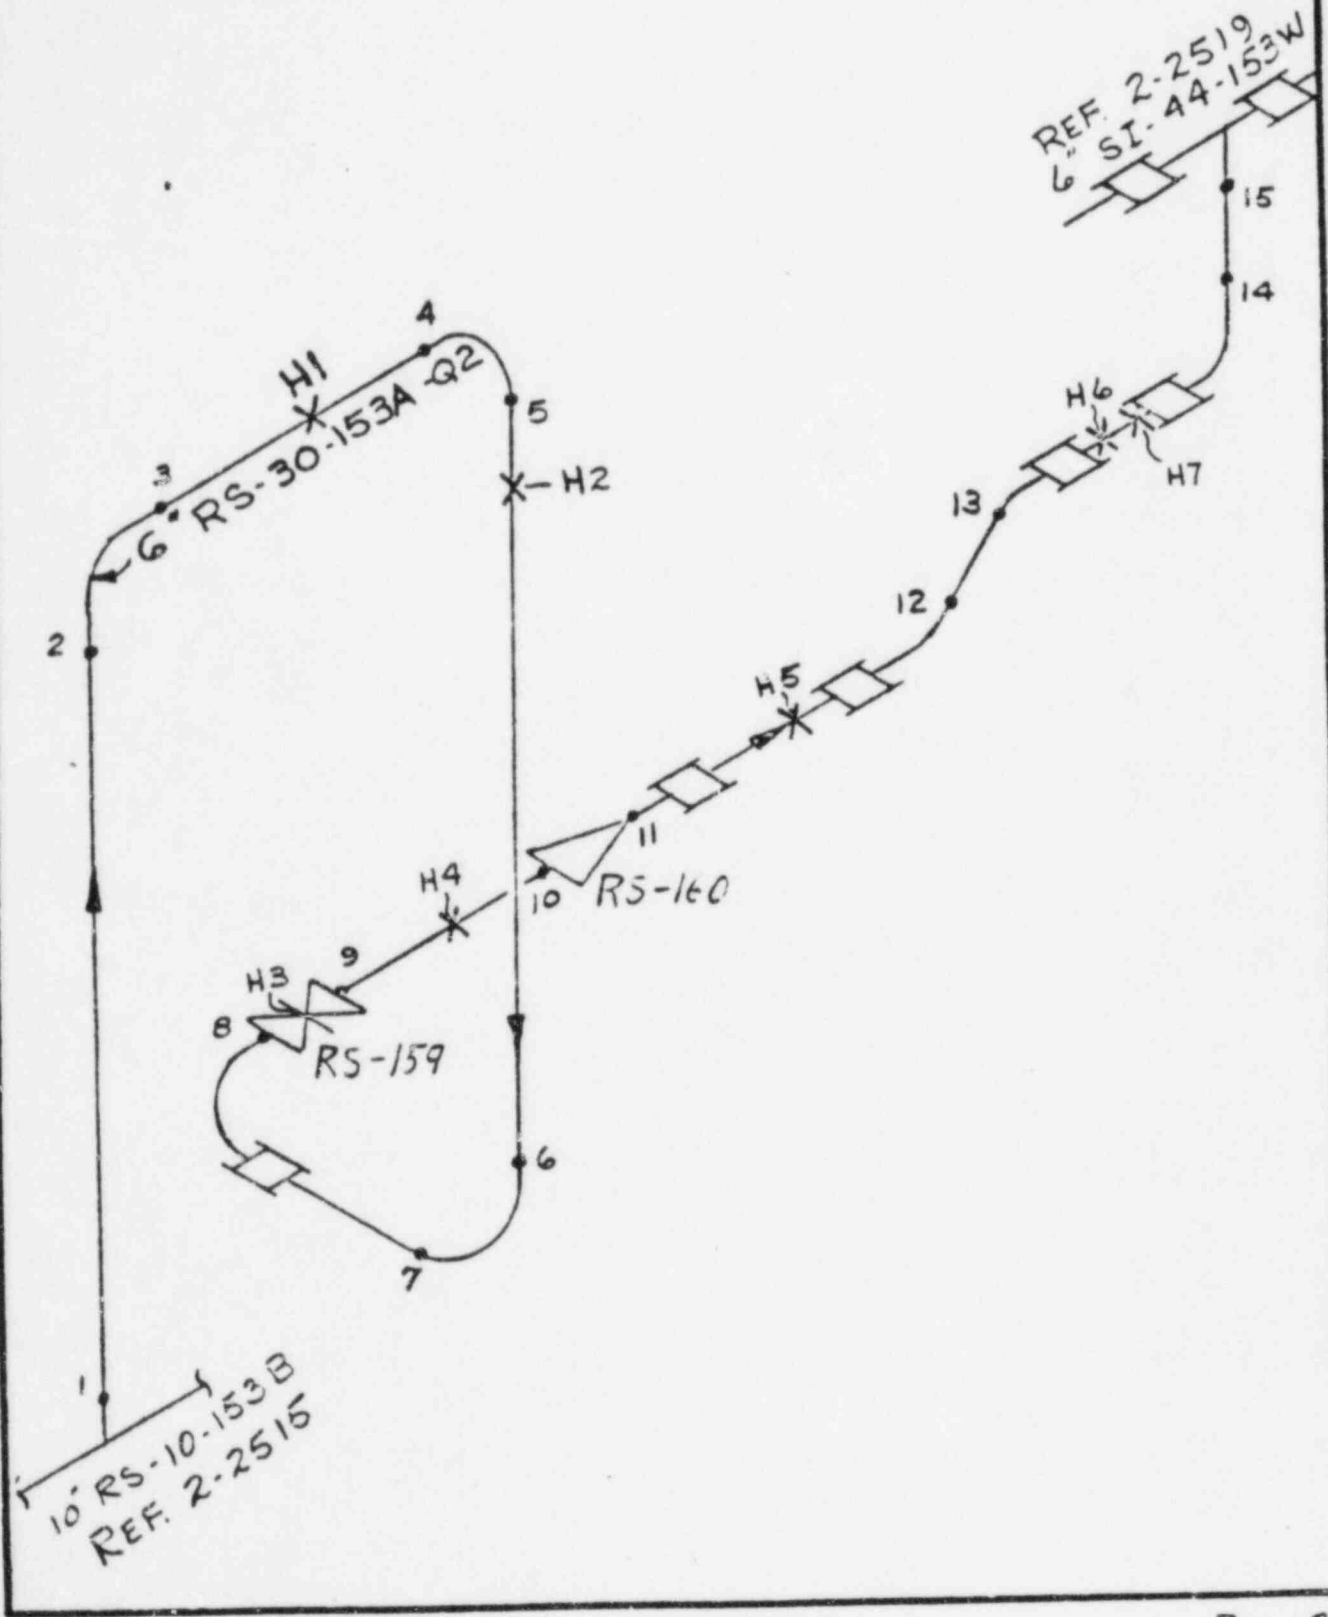 REF. 2-2519
6" SI-44-153W
15
14
4
H1
6" RS-30-153A-Q2
5
3
H2
H6
H7
13
2
12
H5
11
H4
10
RS-160
9
H3
8
RS-159
6
7
1
10" RS-10-153B
REF. 2-2515